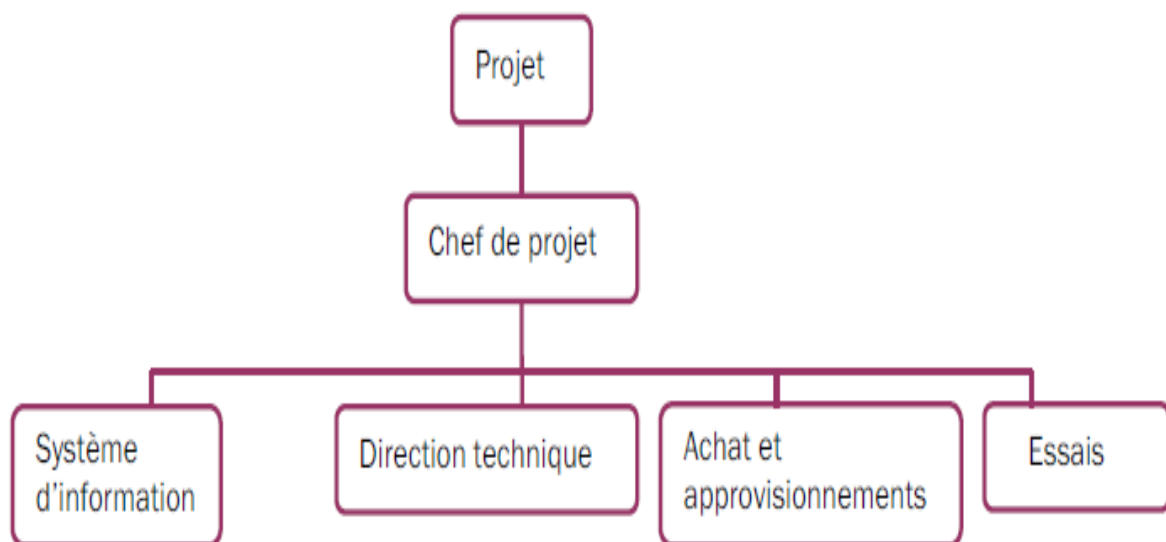 Projet
Chef de projet
Système
d'information
Direction technique
Achat et
approvisionnements
Essais